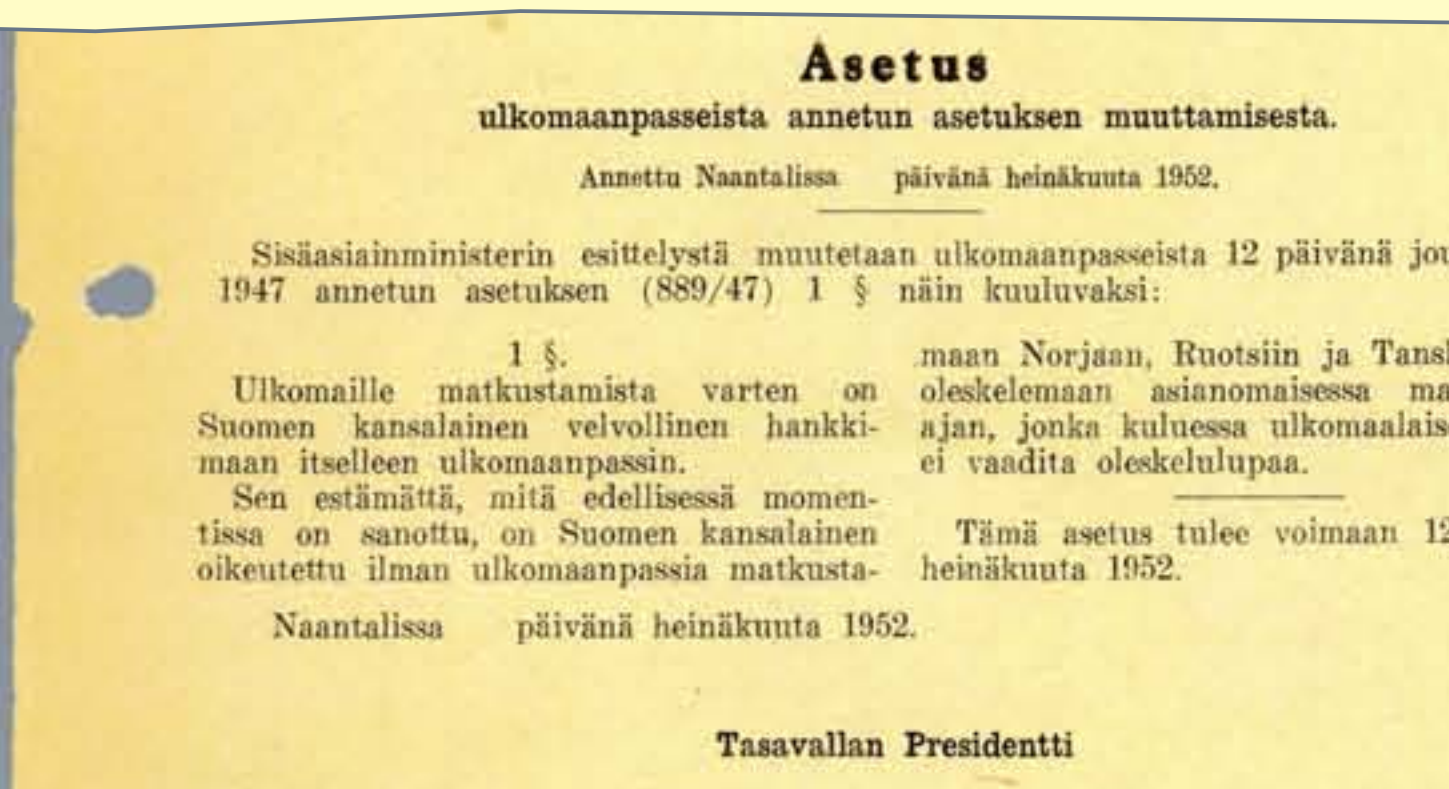 Asetus
ulkomaanpasseista annetun asetuksen muuttamisesta.
Annettu Naantalissa päivänä heinäkuuta 1952.
Sisäasiainministerin esittelystä muutetaan ulkomaanpasseista 12 päivänä
1947 annetun asetuksen (889/47) 1 § näin kuuluvaksi:
1 §.
Ulkomaille matkustamista varten on
Suomen kansalainen velvollinen hankki-
maan itselleen ulkomaanpassin.
Sen estämättä, mitä edellisessä momen-
tissa on sanottu, on Suomen kansalainen
oikeutettu ilman ulkomaanpassia matkusta-
maan Norjaan, Ruotsiin ja
oleskelemaan asianomaisessa
ajan, jonka kuluessa
ei vaadita oleskelulupaa.
Tämä asetus tulee voimaan 12
heinäkuuta 1952.
Naantalissa päivänä heinäkuuta 1952.
Tasavallan Presidentti